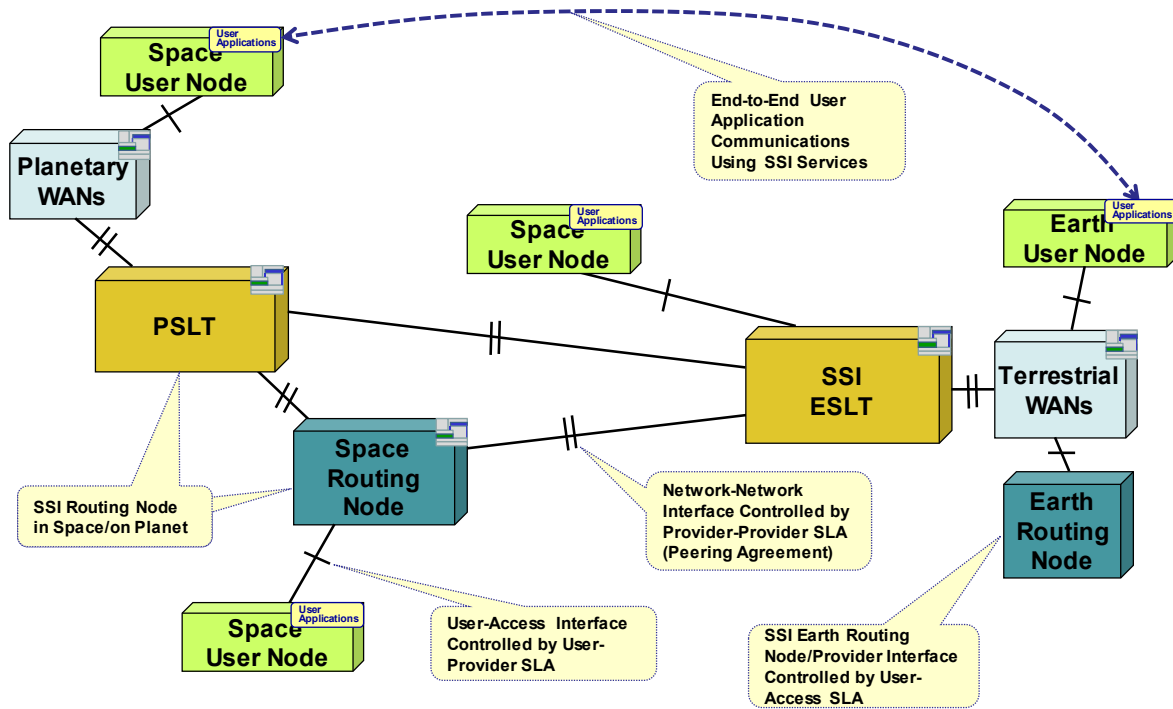 User
Applications
Space
User Node
End-to-End User
Application
Communications
Using SSI Services
Planetary
WANs
User
Applications
Space
User Node
User
Applications
Earth
User Node
PSLT
SSI
ESLT
Terrestrial
WANs
Space
Routing
Node
SSI Routing Node
in Space/on Planet
Network-Network
Interface Controlled by
Provider-Provider SLA
(Peering Agreement)
Earth
Routing
Node
User
Applications
Space
User Node
User-Access Interface
Controlled by User-
Provider SLA
SSI Earth Routing
Node/Provider Interface
Controlled by User-
Access SLA